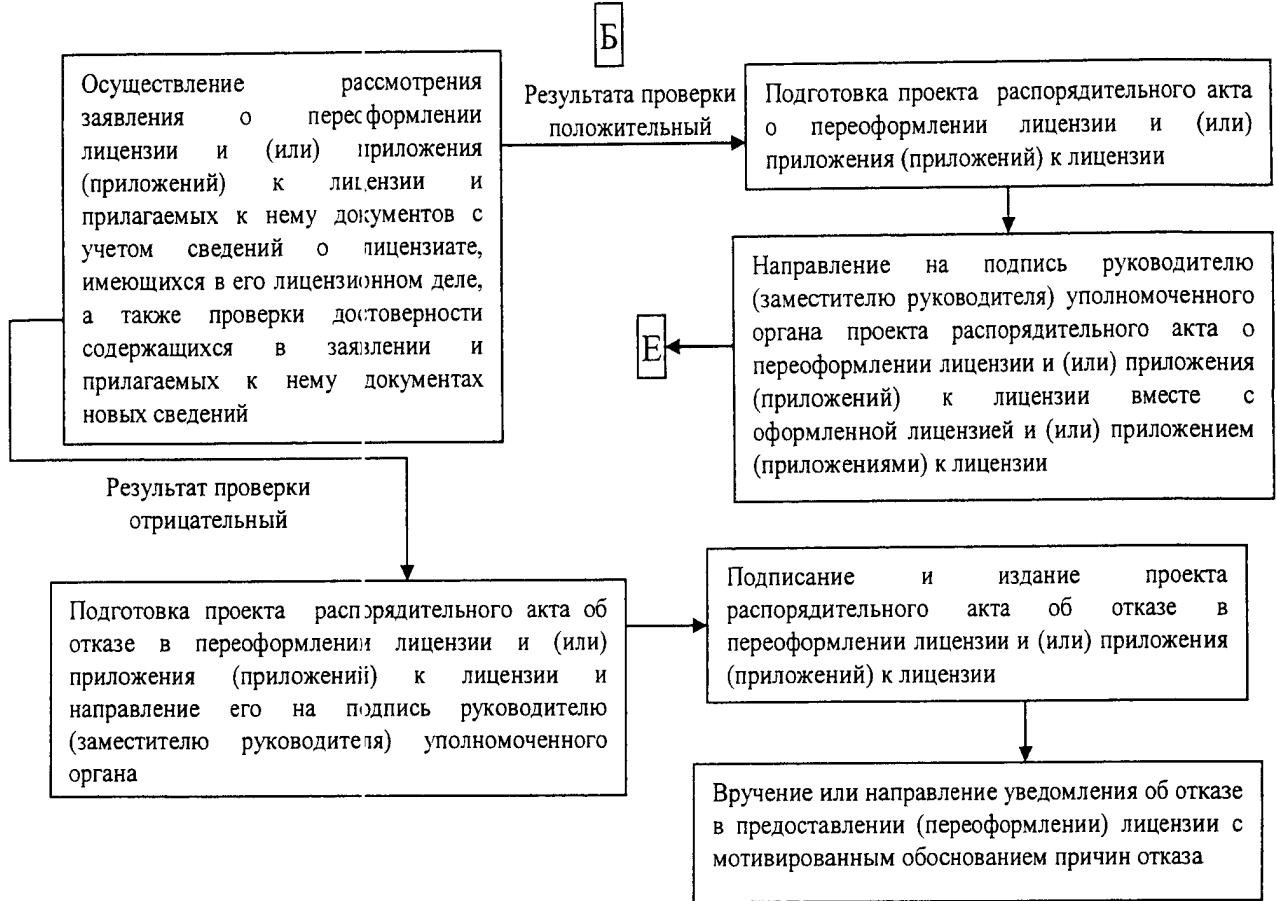 Б
Осуществление рассмотрения
заявления о переоформлении
лицензии и (или) приложения
(приложений) к лицензии и
прилагаемых к нему документов с
учетом сведений о лицензиате,
имеющихся в его лицензионном деле,
а также проверки достоверности
содержащихся в заявлении и
прилагаемых к нему документах
новых сведений
Результата проверки
положительный
Подготовка проекта распорядительного акта
о переоформлении лицензии и (или)
приложения (приложений) к лицензии
Направление на подпись руководителю
(заместителю руководителя) уполномоченного
органа проекта распорядительного акта о
переоформлении лицензии и (или) приложения
(приложений) к лицензии вместе с
оформленной лицензией и (или) приложением
(приложениями) к лицензии
Е
Результат проверки
отрицательный
Подготовка проекта распорядительного акта об
отказе в переоформлении лицензии и (или)
приложения (приложений) к лицензии и
направление его на подпись руководителю
(заместителю руководителя) уполномоченного
органа
Подписание и издание проекта
распорядительного акта об отказе в
переоформлении лицензии и (или) приложения
(приложений) к лицензии
Вручение или направление уведомления об отказе
в предоставлении (переоформлении) лицензии с
мотивированным обоснованием причин отказа